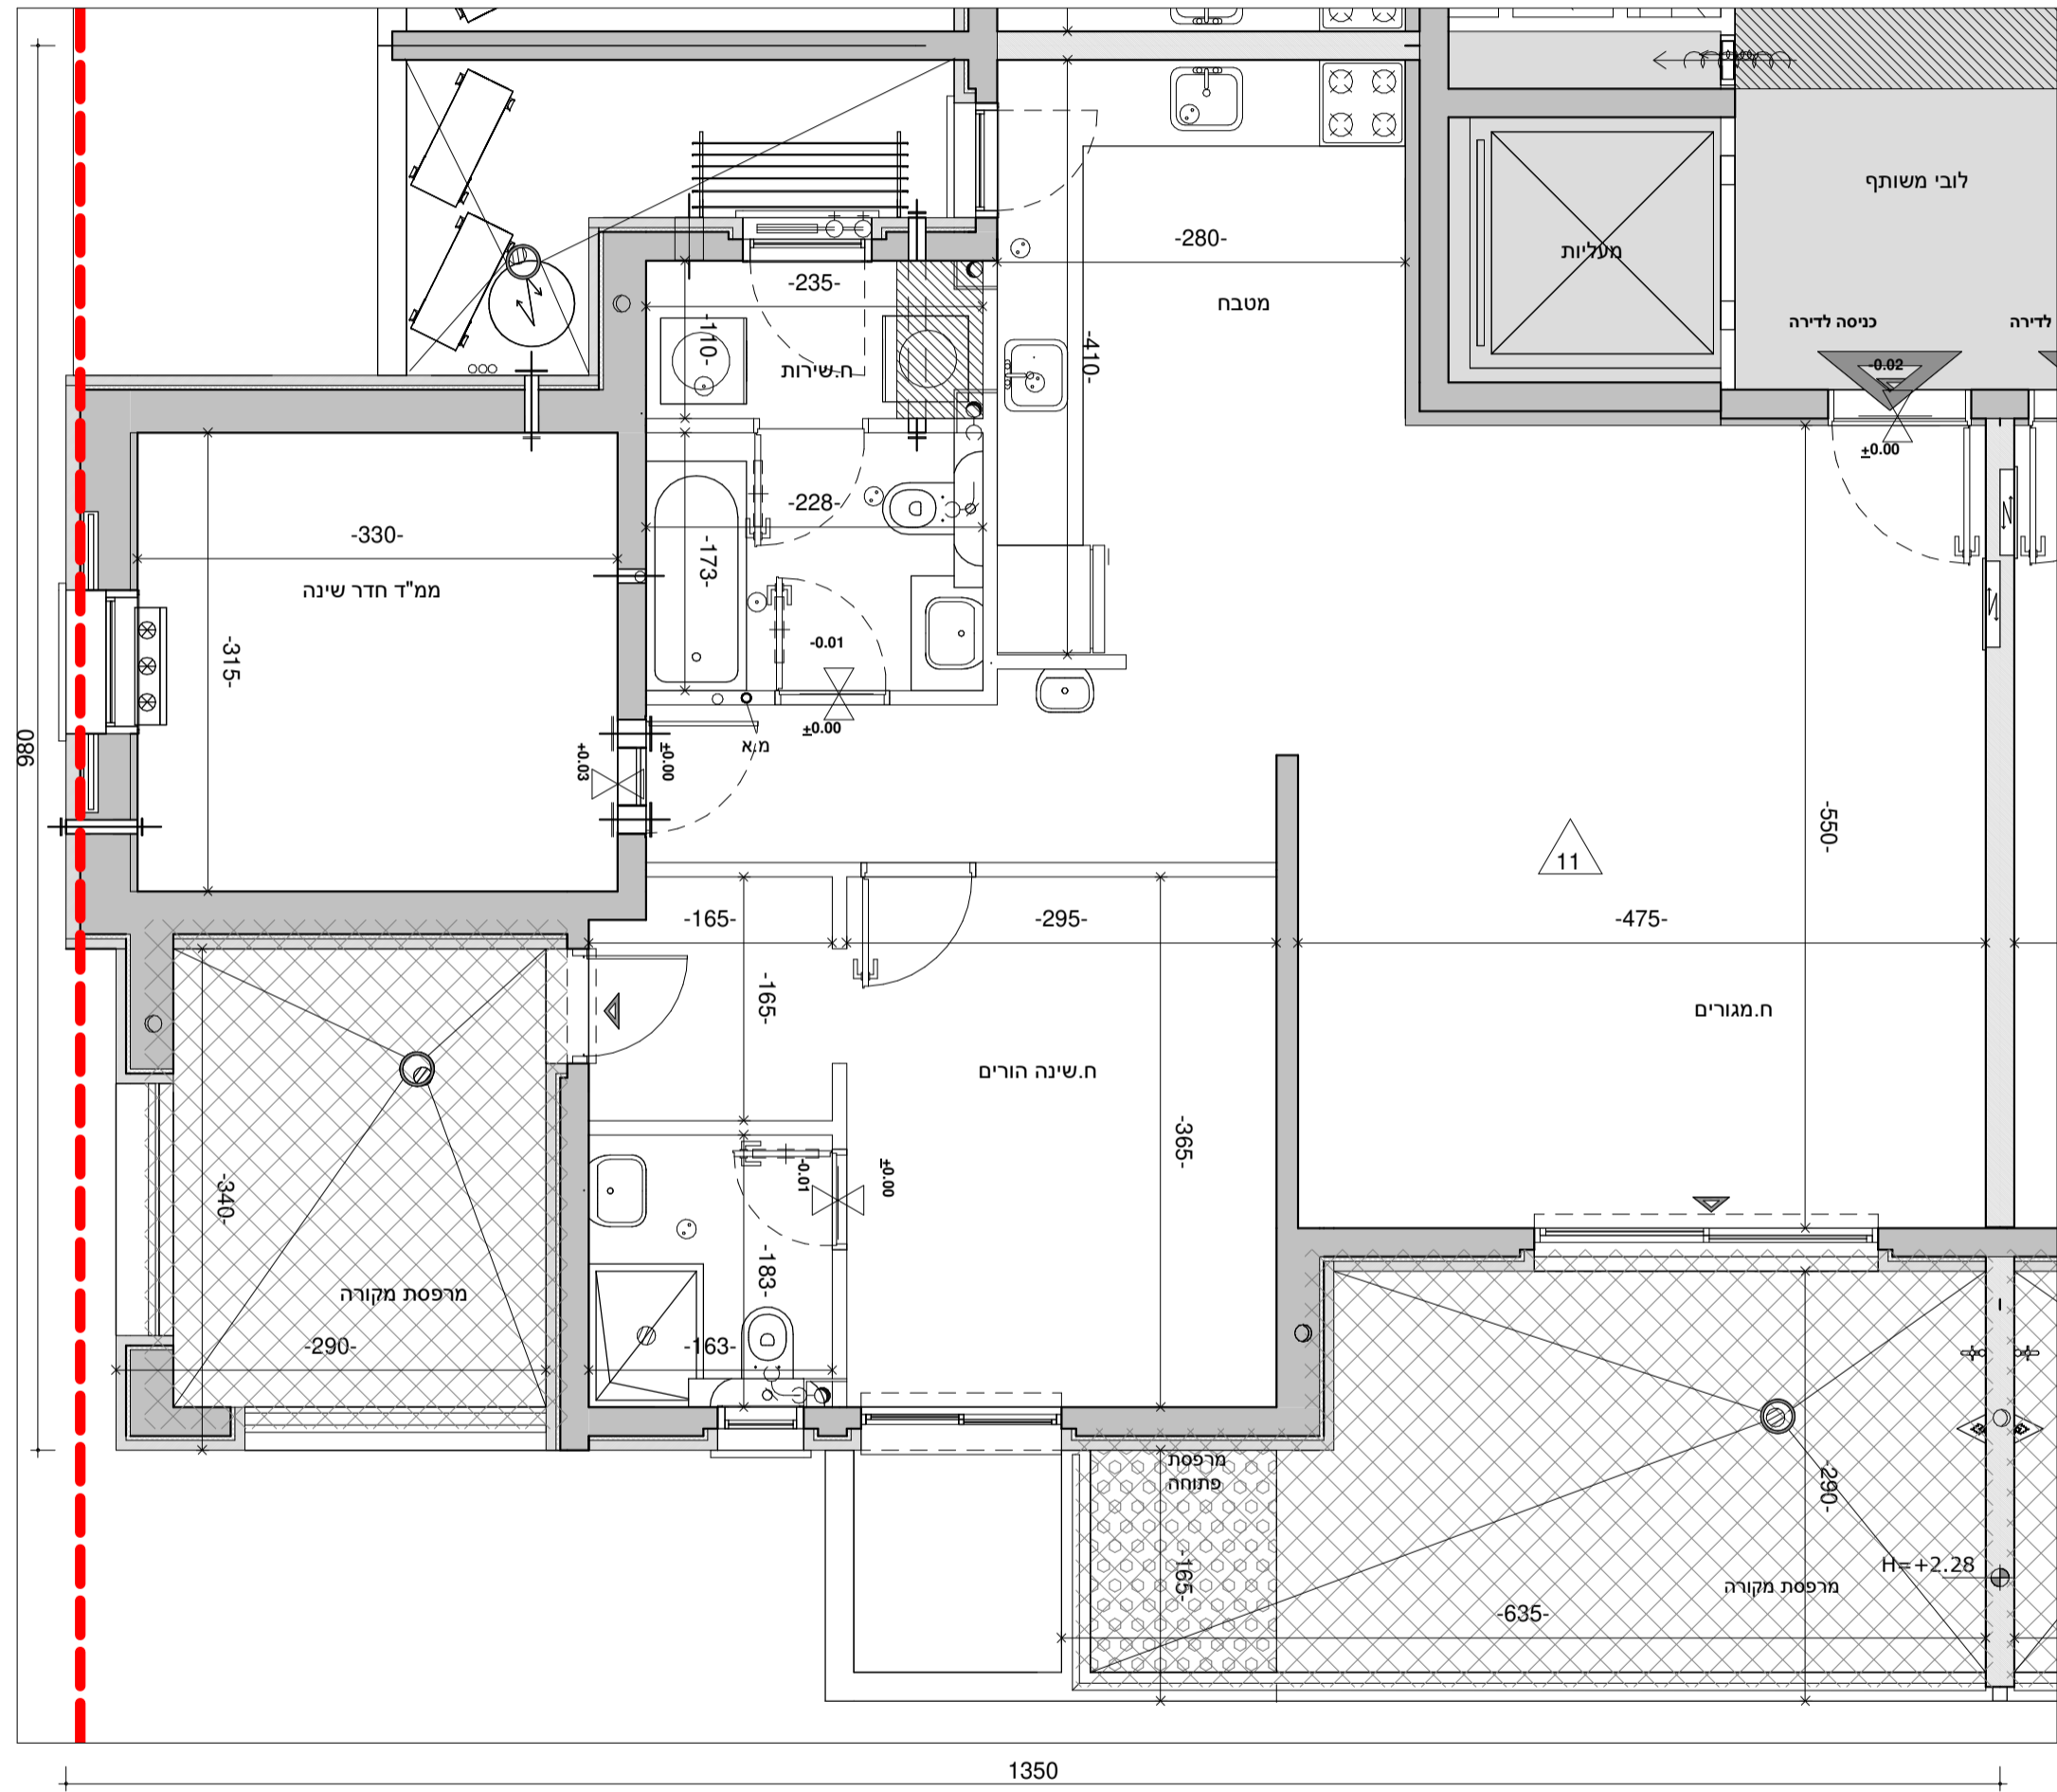 לובי משותף
-280-
מעליות
-235-
מטבח
כניסה לדירה
לדירה
-110-
-410-
ח.שירות
-0.02
±0.00
-228-
-330-
-173-
ממ"ד חדר שינה
-315-
-0.01
±0.00
מ.א
+0.03
±0.00
980
-550-
11
-165-
-295-
-475-
-165-
ח.מגורים
ח.שינה הורים
-365-
-0.01
±0.00
-340-
-183-
מרפסת מקורה
-290-
-163-
מרפסת
פתוחה
-290-
-165-
H=+2.28
מרפסת מקורה
-635-
1350